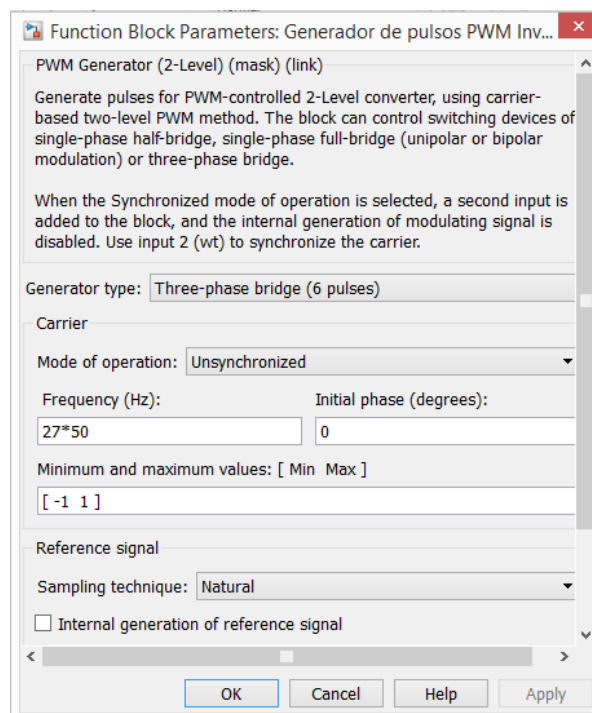 Function Block Parameters: Generador de pulsos PWM Inv...
PWM Generator (2-Level) (mask) (link)
Generate pulses for PWM-controlled 2-Level converter, using carrier-
based two-level PWM method. The block can control switching devices of
single-phase half-bridge, single-phase full-bridge (unipolar or bipolar
modulation) or three-phase bridge.
When the Synchronized mode of operation is selected, a second input is
added to the block, and the internal generation of modulating signal is
disabled. Use input 2 (wt) to synchronize the carrier.
Generator type: Three-phase bridge (6 pulses)
Carrier
Mode of operation: Unsynchronized
Frequency (Hz): Initial phase (degrees):
27*50 0
Minimum and maximum values: [ Min Max ]
[ -1 1 ]
Reference signal
Sampling technique: Natural
Internal generation of reference signal
OK Cancel Help Apply